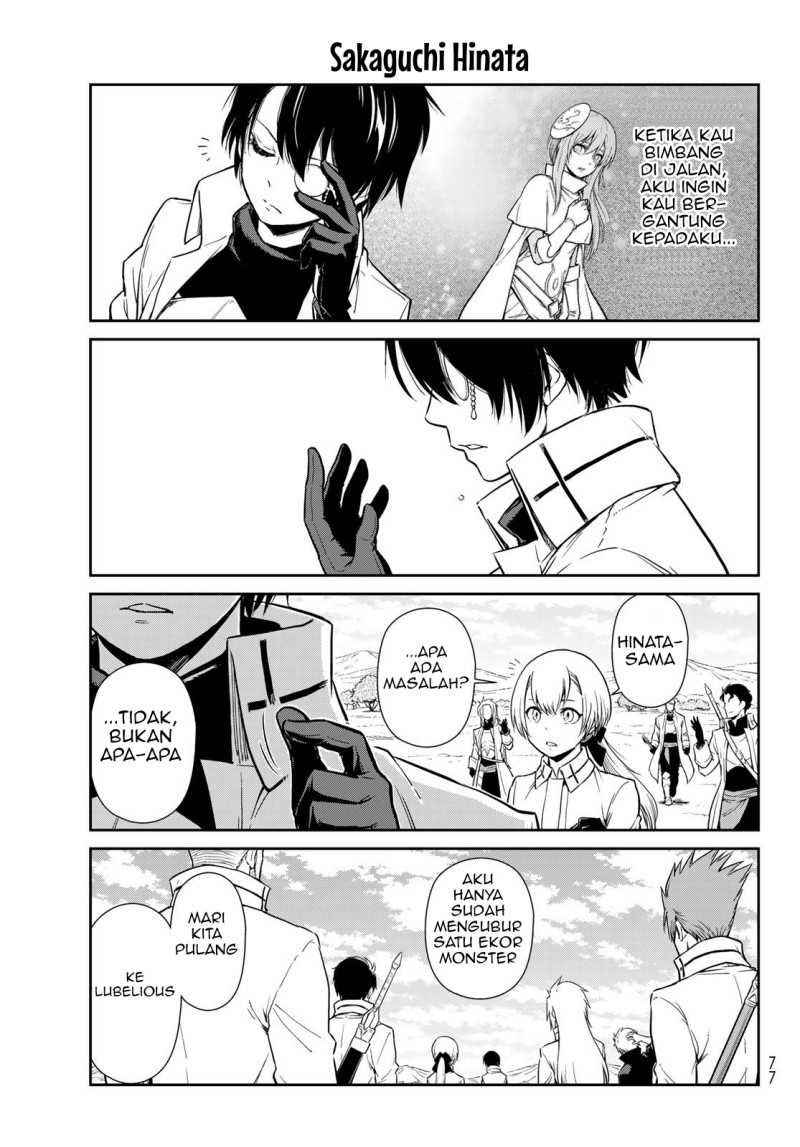 Sakaguchi Hinata
KETIKA KAU
BIMBANG
DI JALAN,
AKU INGIN
KAU BER-
GANTUNG
KEPADAKU...
HINATA-
SAMA
...APA
ADA
MASALAH?
...TIDAK,
BUKAN
APA-APA
AKU
HANYA
SUDAH
MENGUBUR
SATU EKOR
MONSTER
MARI
KITA
PULANG
KE
LUBELIOUS
77